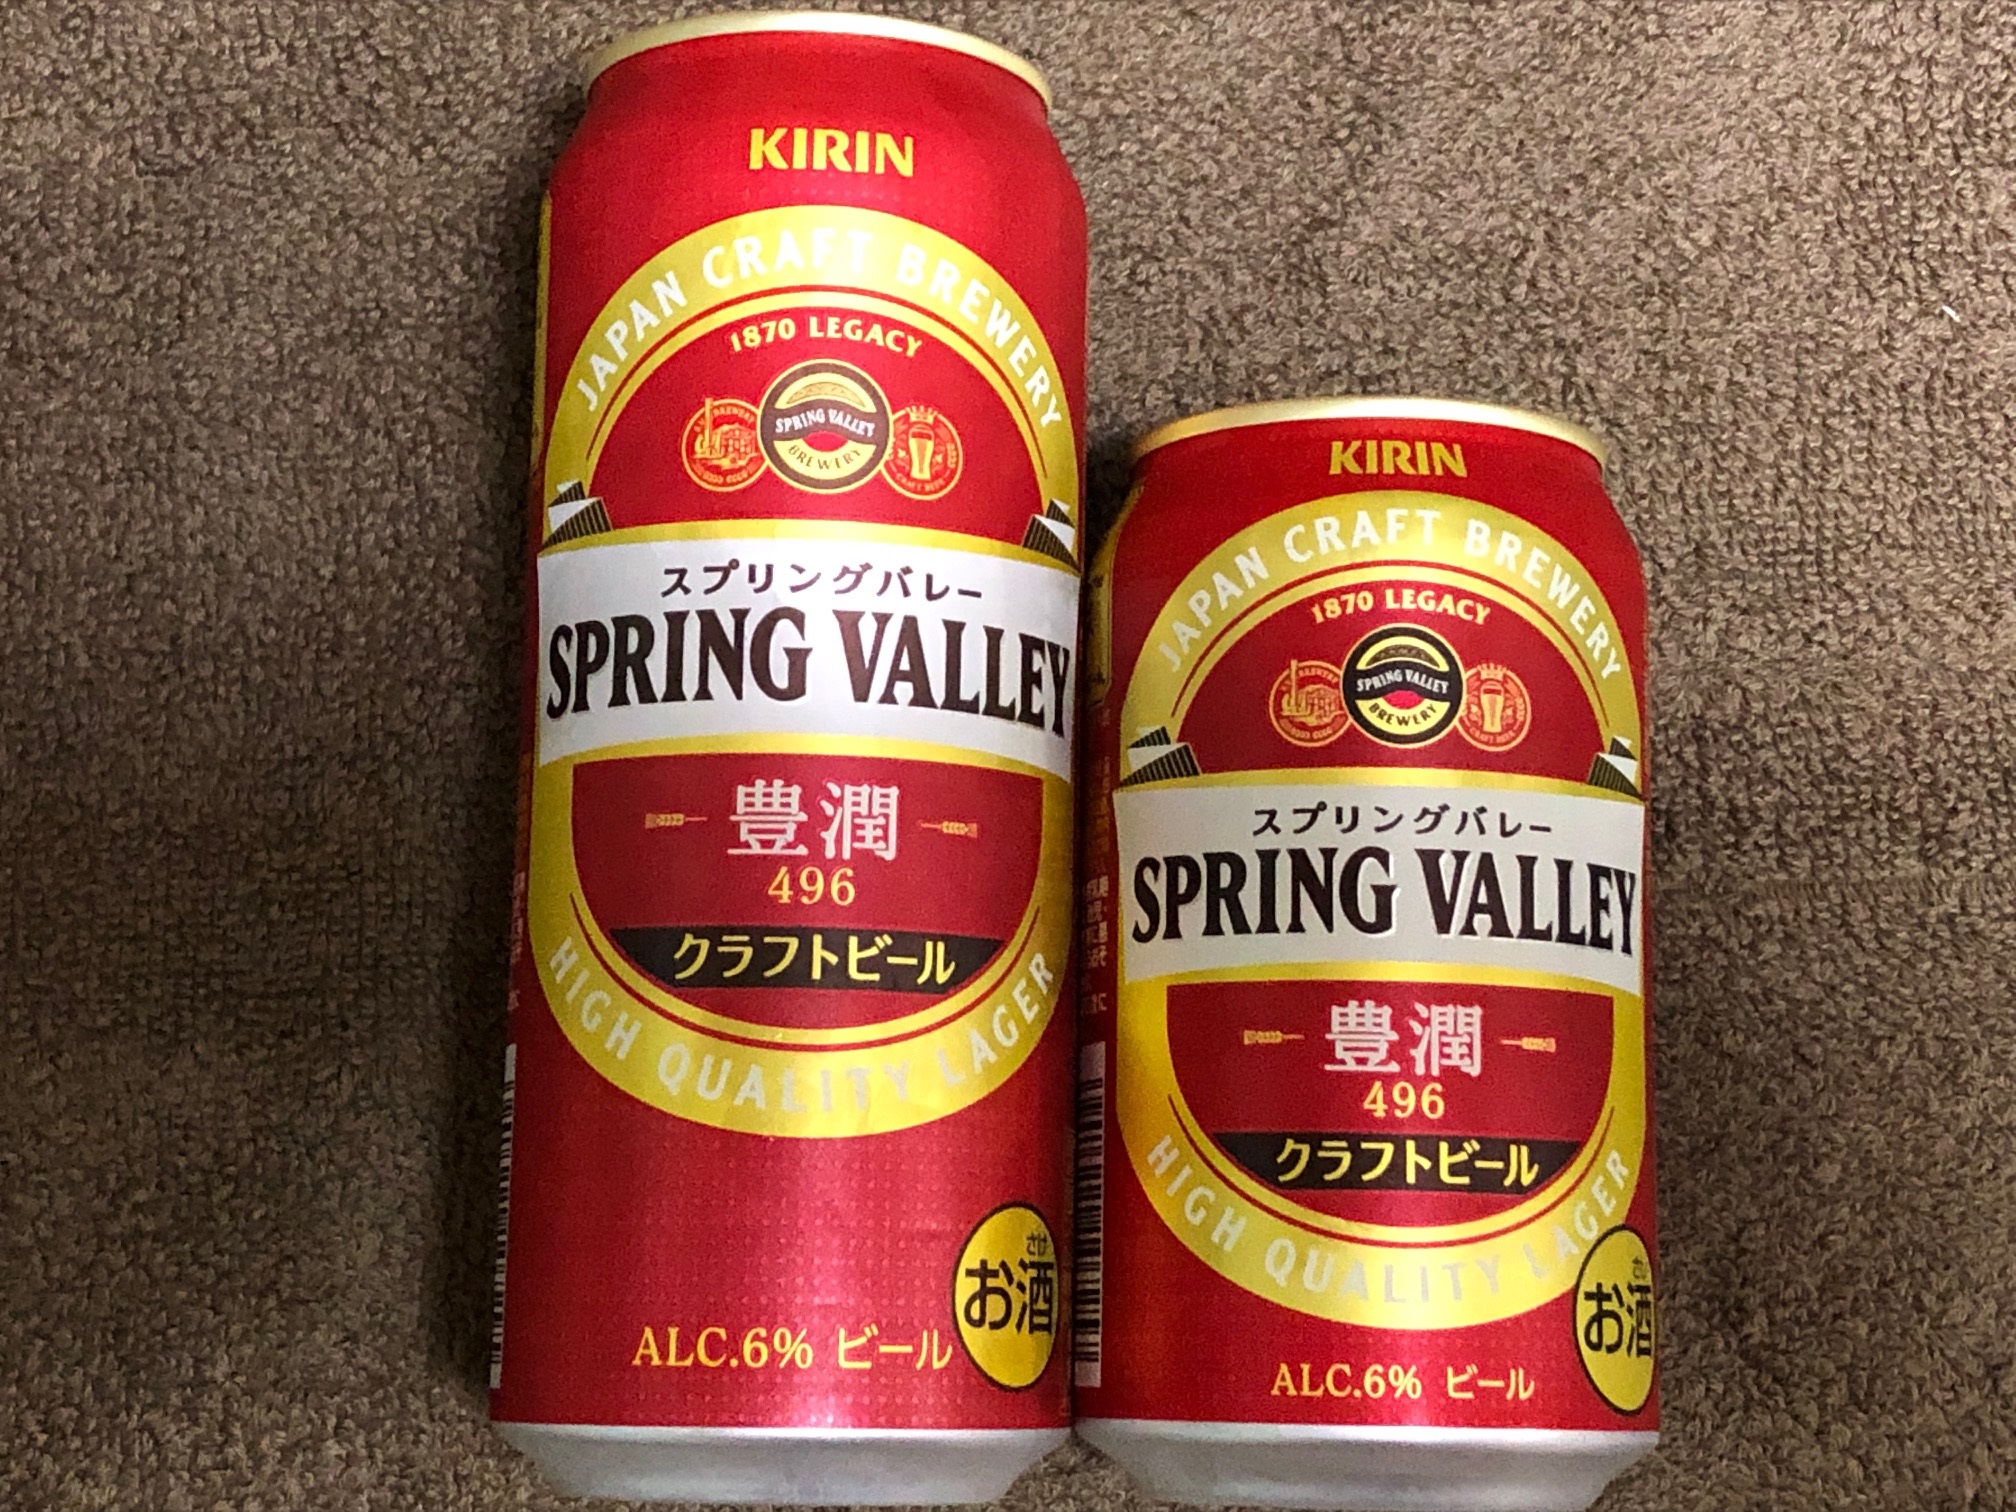 KIRIN
JAPAN CRAFT BREWERY
1870 LEGACY
SPRING VALLEY
BREWERY
スプリングバレー
SPRING VALLEY
豊潤
496
クラフトビール
HIGH QUALITY LAGER
お酒
ALC.6% ビール
KIRIN
JAPAN CRAFT BREWERY
1870 LEGACY
SPRING VALLEY
BREWERY
スプリングバレー
SPRING VALLEY
豊潤
496
クラフトビール
HIGH QUALITY LAGER
お酒
ALC.6% ビール